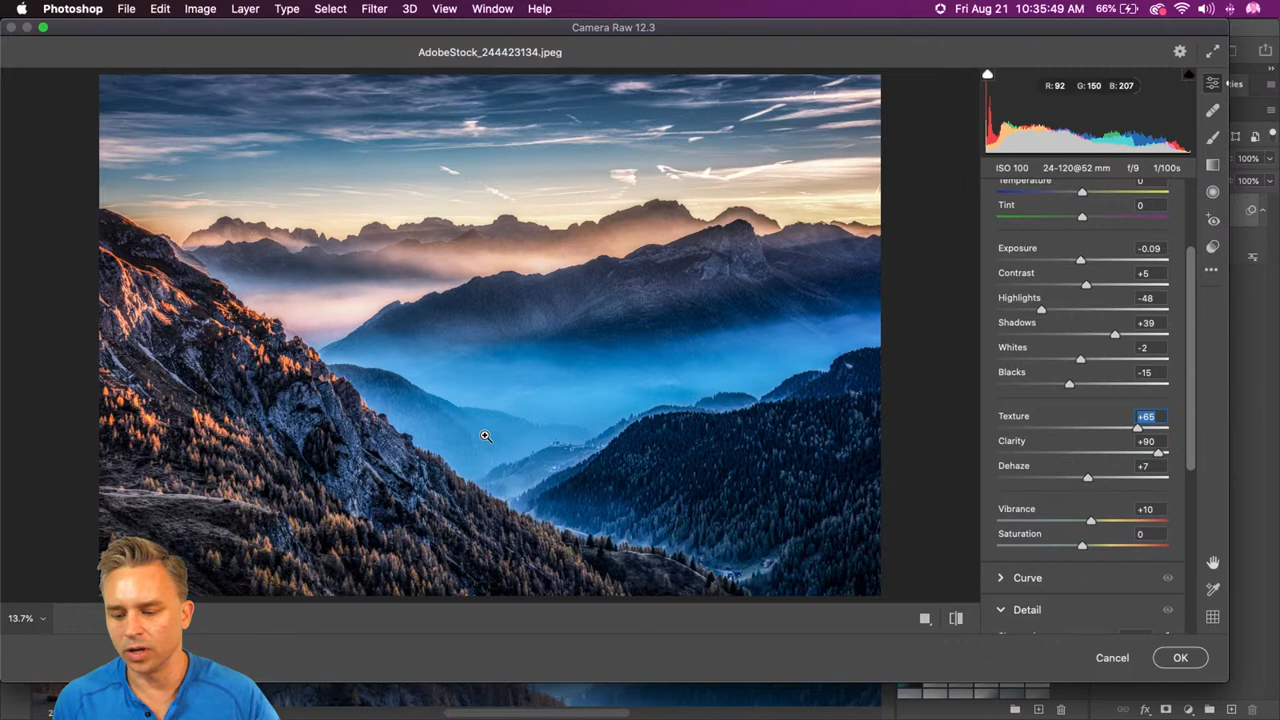 Photoshop File Edit Image Layer Type Select Filter 3D View Window Help 66% Fri Aug 21 10:35:49 AM
Camera Raw 12.3
AdobeStock_244423134.jpeg
R: 92 G: 150 B: 207
ISO 100 24-120@52 mm f/9 1/100s
Temperature 0
Tint 0
Exposure -0.09
Contrast +5
Highlights -48
Shadows +39
Whites -2
Blacks -15
Texture +65
Clarity +90
Dehaze +7
Vibrance +10
Saturation 0
Curve
Detail
13.7%
Cancel OK
100%
100%